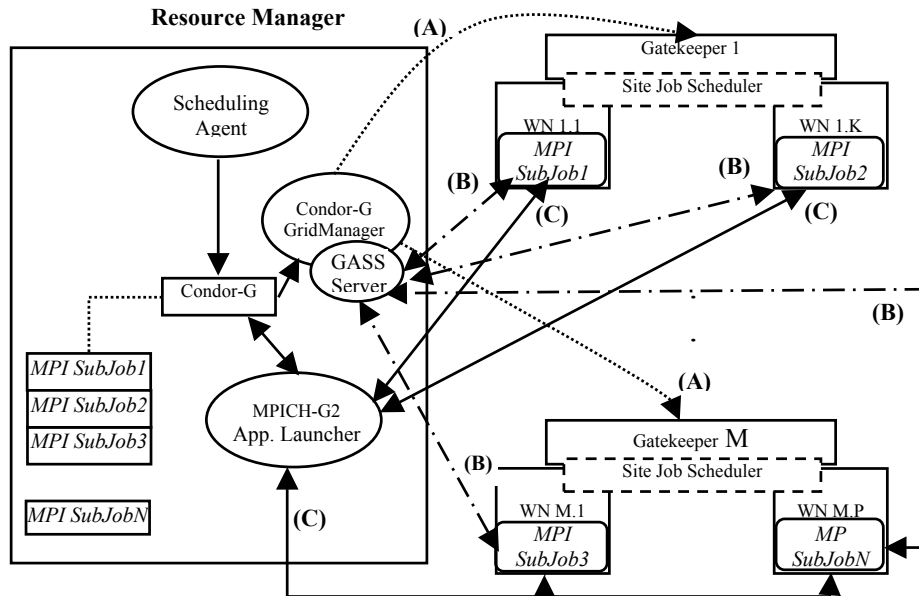 Resource Manager
(A)
Gatekeeper 1
Site Job Scheduler
Scheduling
Agent
WN 1.1
WN 1.K
MPI
SubJob1
MPI
SubJob2
(B)
(B)
(C)
(C)
Condor-G
GridManager
GASS
Server
Condor-G
(B)
MPI SubJob1
MPI SubJob2
MPI SubJob3
MPICH-G2
App. Launcher
(A)
Gatekeeper M
Site Job Scheduler
(B)
MPI SubJobN
(C)
WN M.1
WN M.P
MPI
SubJob3
MP
SubJobN